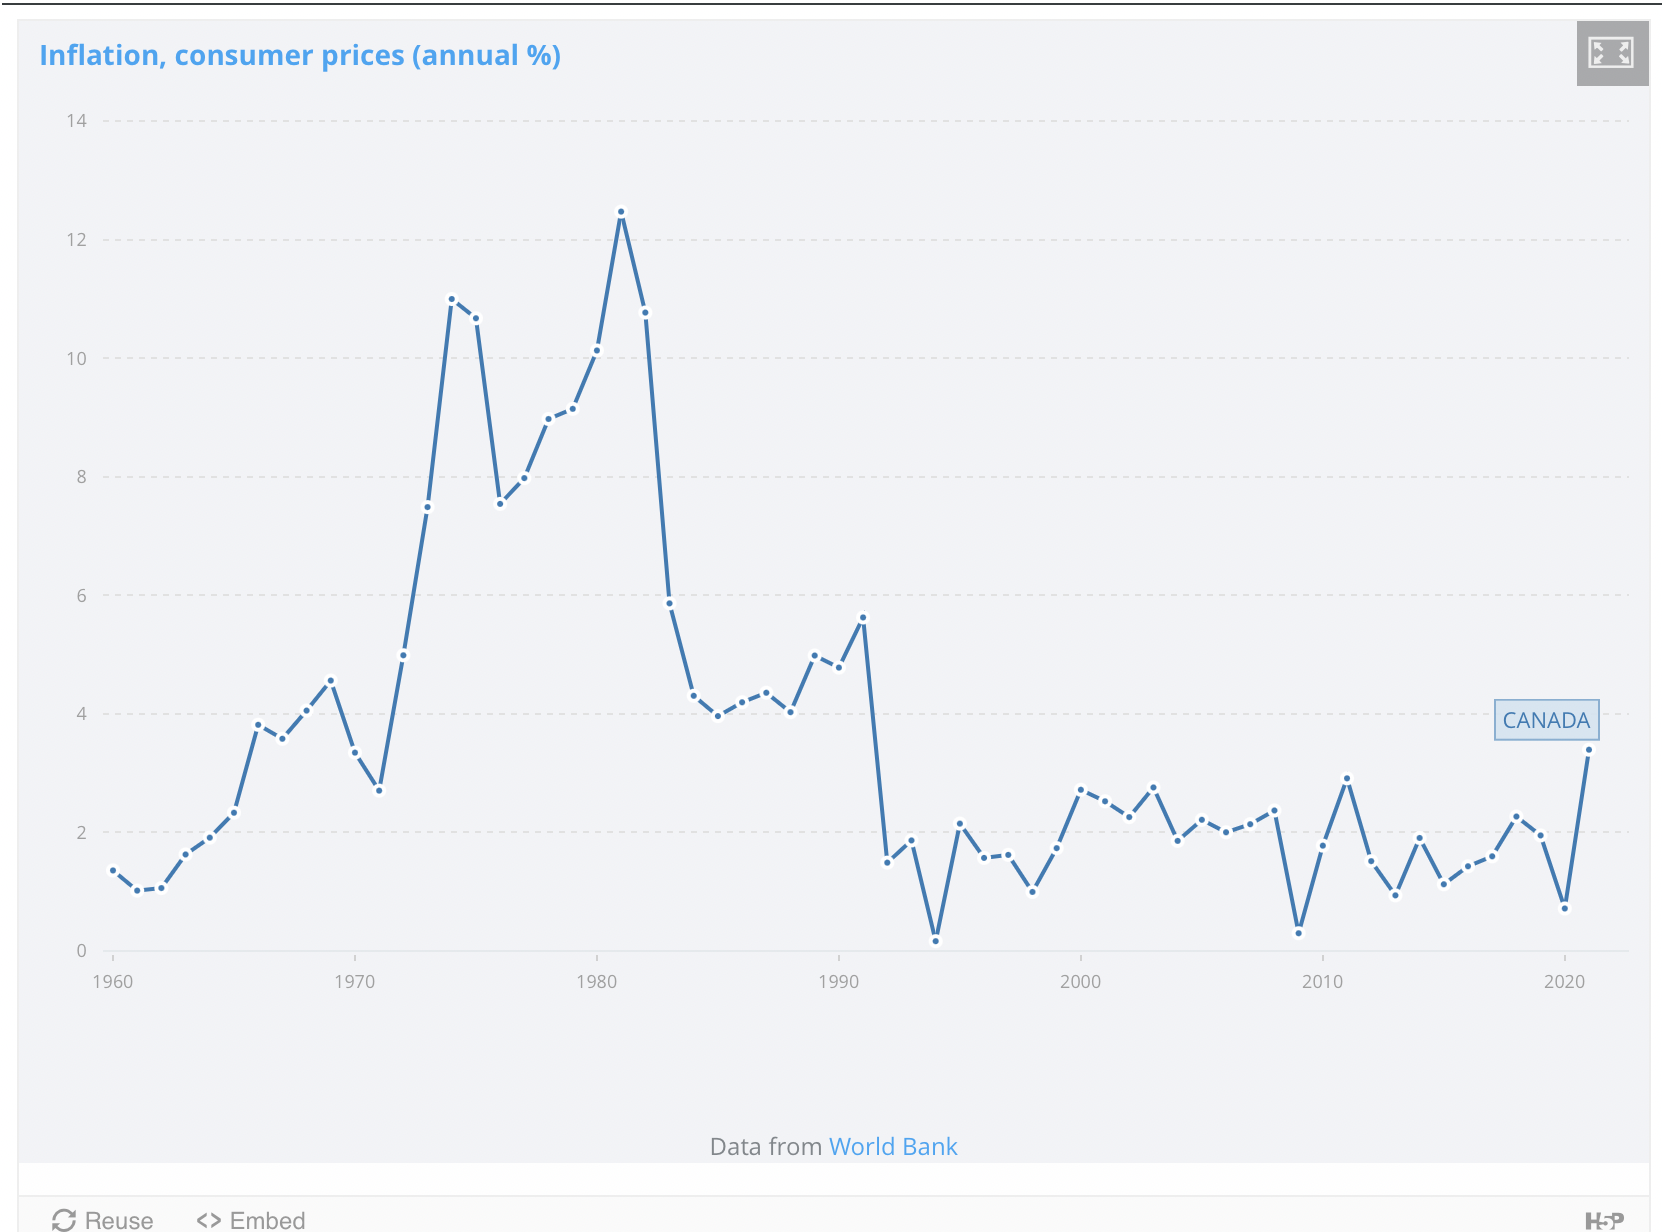 Inflation, consumer prices (annual %)
14
12
10
8
6
4
2
0
CANADA
1960 1970 1980 1990 2000 2010 2020
Data from World Bank
Reuse <> Embed H5P